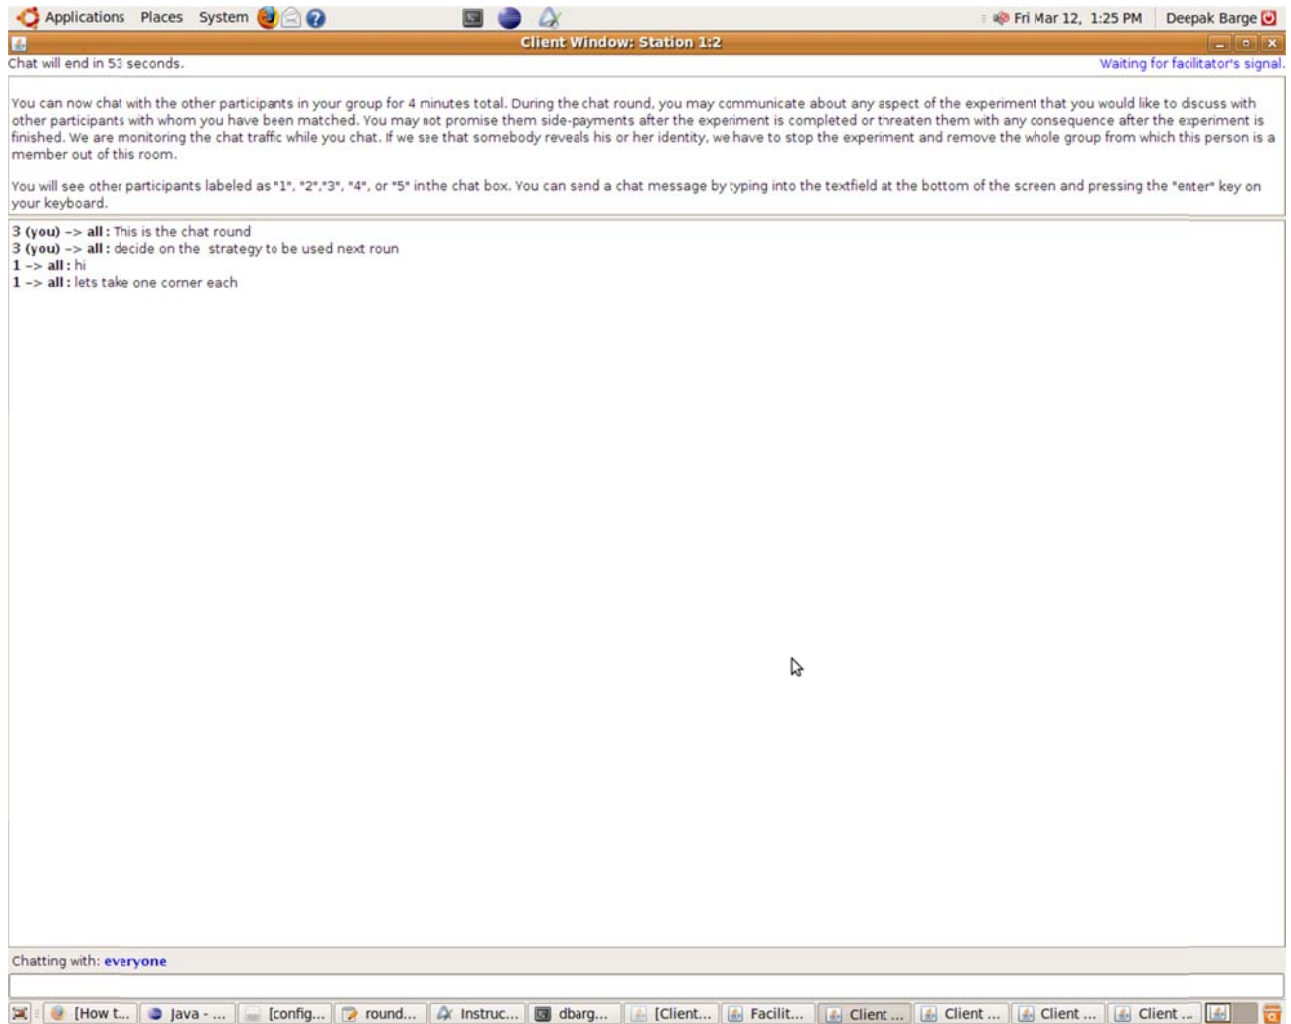 Applications Places System Fri Mar 12, 1:25 PM Deepak Barge
Client Window: Station 1:2
Chat will end in 53 seconds. Waiting for facilitator's signal.
You can now chat with the other participants in your group for 4 minutes total. During the chat round, you may communicate about any aspect of the experiment that you would like to discuss with
other participants with whom you have been matched. You may not promise them side-payments after the experiment is completed or threaten them with any consequence after the experiment is
finished. We are monitoring the chat traffic while you chat. If we see that somebody reveals his or her identity, we have to stop the experiment and remove the whole group from which this person is a
member out of this room.
You will see other participants labeled as "1", "2","3", "4", or "5" inthe chat box. You can send a chat message by typing into the textfield at the bottom of the screen and pressing the "enter" key on
your keyboard.
3 (you) -> all : This is the chat round
3 (you) -> all : decide on the strategy to be used next roun
1 -> all : hi
1 -> all : lets take one corner each
Chatting with: everyone
[How t... Java - ... [config... round... Instruc... dbarg... [Client... Facilit... Client ... Client ... Client ... Client ...